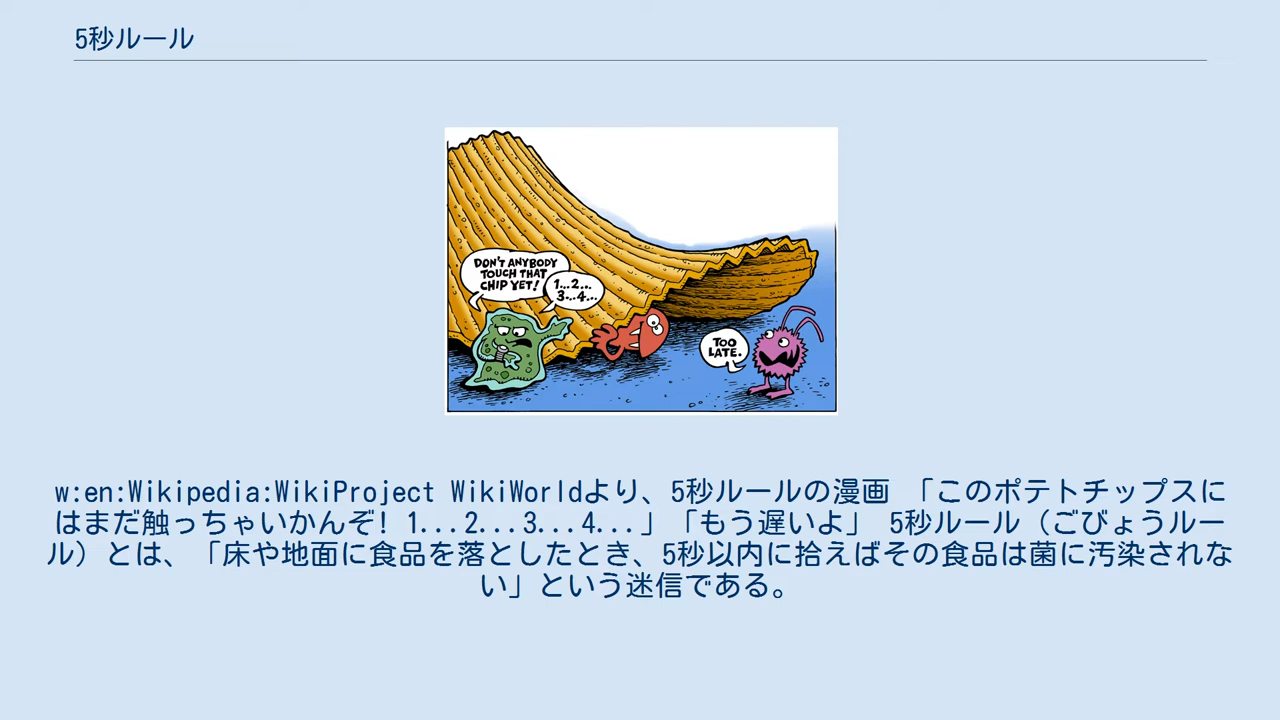 5秒ルール
DON'T ANYBODY
TOUCH THAT
CHIP YET!
1...2...
3...4...
TOO
LATE.
w:en:Wikipedia:WikiProject WikiWorldより、5秒ルールの漫画 「このポテトチップスに
はまだ触っちゃいかんぞ! 1...2...3...4...」「もう遅いよ」 5秒ルール（ごびょうルー
ル）とは、「床や地面に食品を落としたとき、5秒以内に拾えばその食品は菌に汚染されな
い」という迷信である。